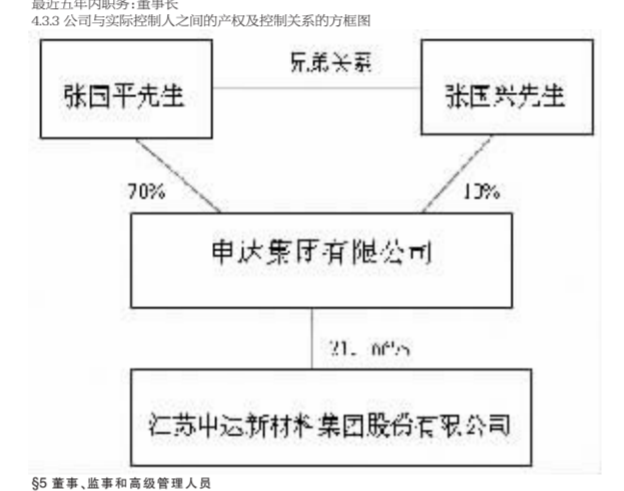 最近五年内职务：董事长
4.3.3 公司与实际控制人之间的产权及控制关系的方框图
兄弟关系
张国平先生
张国兴先生
70%
10%
申达集团有限公司
江苏中达新材料集团股份有限公司
§5 董事、监事和高级管理人员